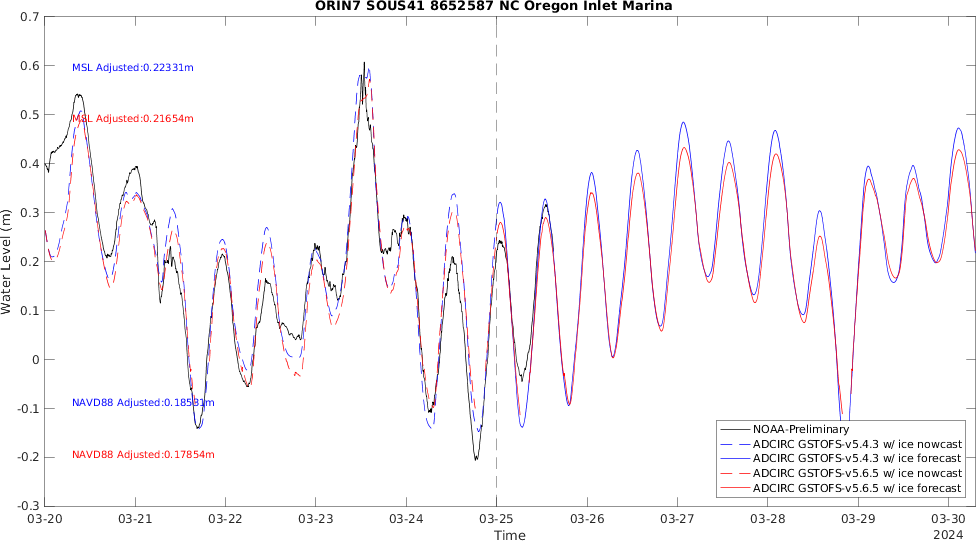 ORIN7 SOUS41 8652587 NC Oregon Inlet Marina
0.7
0.6
0.5
0.4
0.3
0.2
0.1
0
-0.1
-0.2
-0.3
Water Level (m)
MSL Adjusted:0.22331m
MSL Adjusted:0.21654m
NAVD88 Adjusted:0.18531m
NAVD88 Adjusted:0.17854m
NOAA-Preliminary
ADCIRC GSTOFS-v5.4.3 w/ ice nowcast
ADCIRC GSTOFS-v5.4.3 w/ ice forecast
ADCIRC GSTOFS-v5.6.5 w/ ice nowcast
ADCIRC GSTOFS-v5.6.5 w/ ice forecast
03-20 03-21 03-22 03-23 03-24 03-25 03-26 03-27 03-28 03-29 03-30
Time 2024